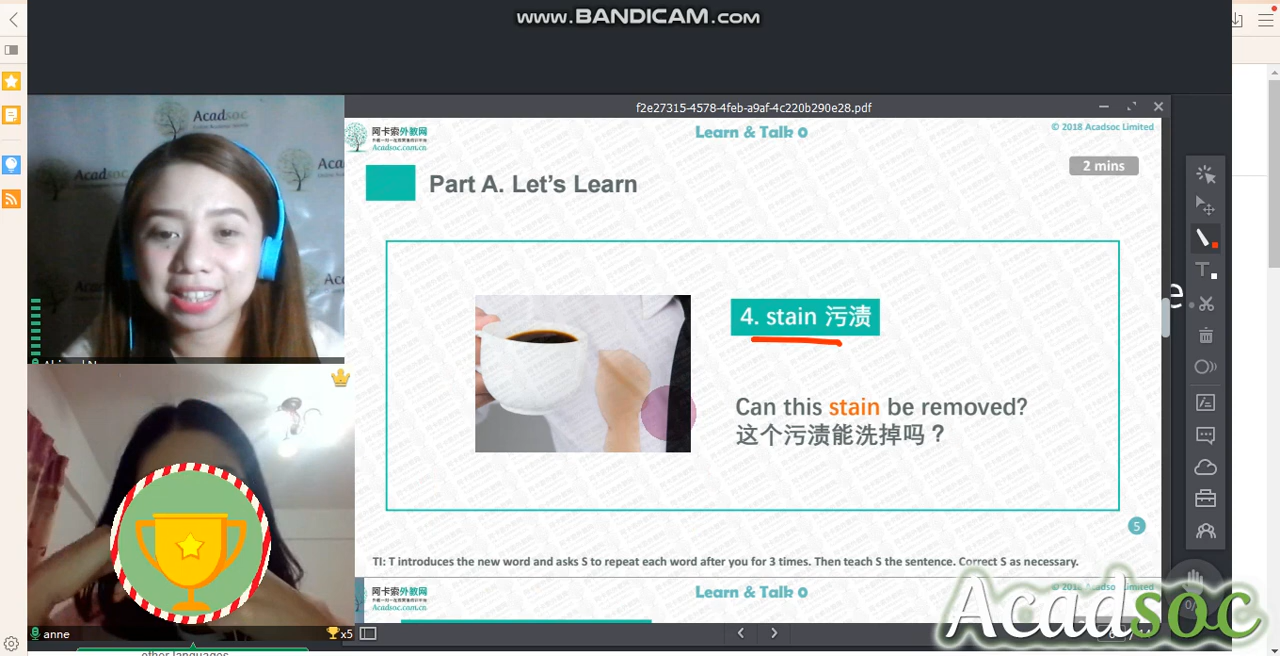 www.BANDICAM.com
f2e27315-4578-4feb-a9af-4c220b290e28.pdf
Acadsoc
阿卡索外教网
Acadsoc.com.cn
Learn & Talk 0
© 2018 Acadsoc Limited
2 mins
Part A. Let's Learn
4. stain 污渍
Can this stain be removed?
这个污渍能洗掉吗？
5
TI: T introduces the new word and asks S to repeat each word after you for 3 times. Then teach S the sentence. Correct S as necessary.
阿卡索外教网
Acadsoc.com.cn
Learn & Talk 0
Acadsoc
anne
x5
other languages